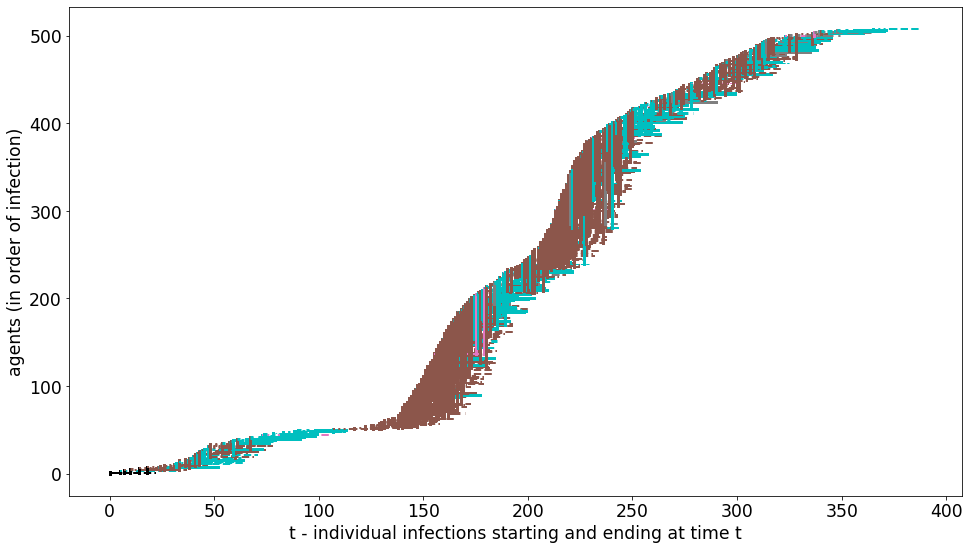 500
400
300
200
100
0
agents (in order of infection)
0 50 100 150 200 250 300 350 400
t - individual infections starting and ending at time t